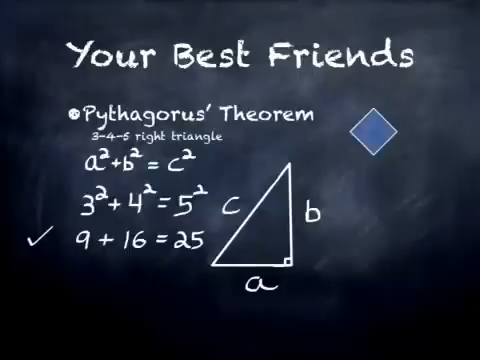 Your Best Friends
Pythagorus' Theorem
3-4-5 right triangle
a²+b² = c²
3²+ 4² = 5²
✓ 9 + 16 = 25
c
b
a